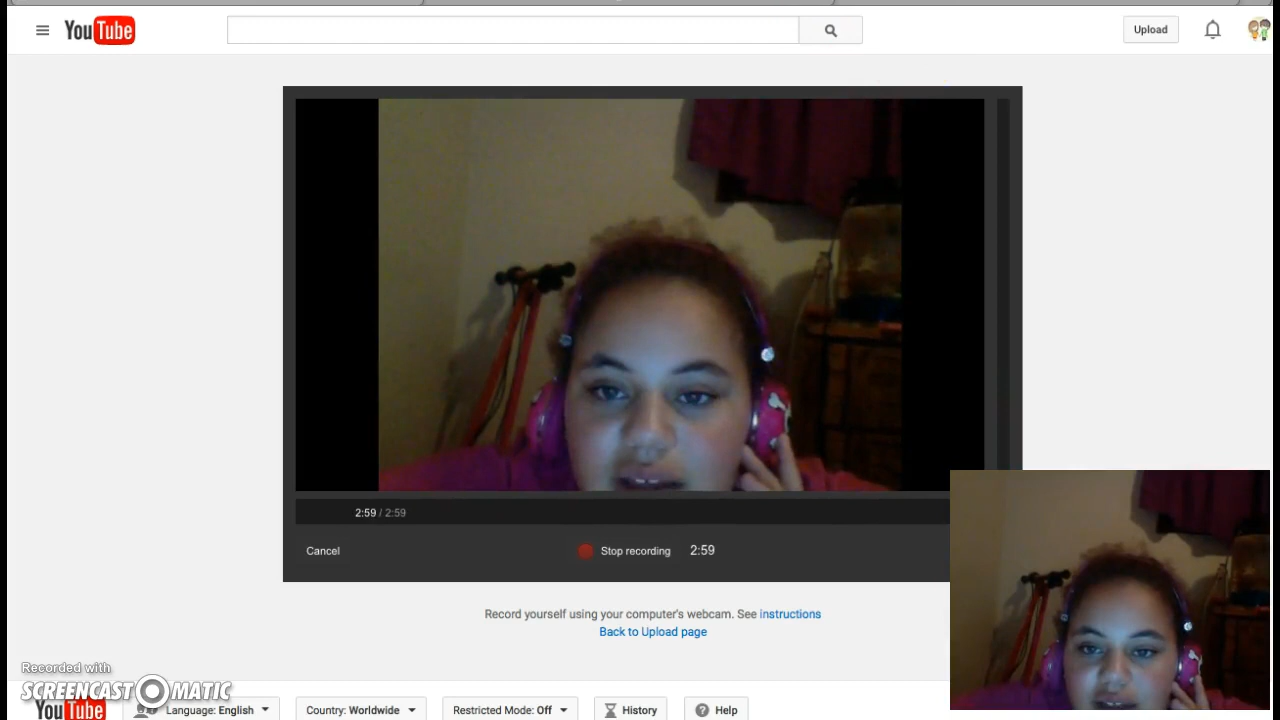 YouTube
Upload
2:59 / 2:59
Cancel
Stop recording 2:59
Record yourself using your computer's webcam. See instructions
Back to Upload page
Recorded with
SCREENCAST MATIC
YouTube
Language: English
Country: Worldwide
Restricted Mode: Off
History
Help